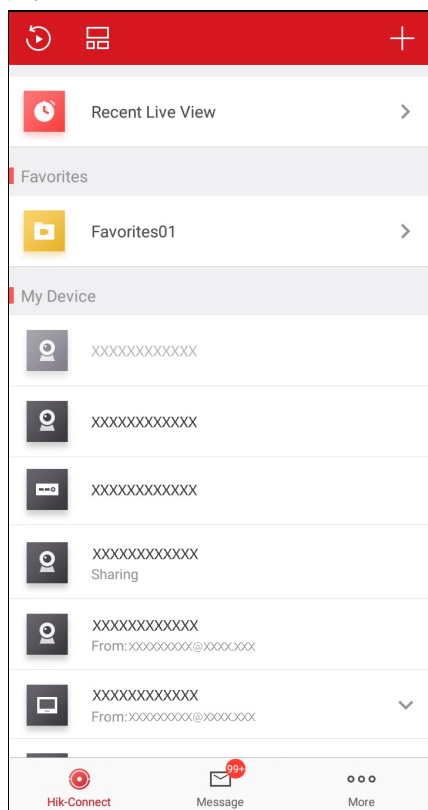 Recent Live View
Favorites
Favorites01
My Device
XXXXXXXXXXXX
XXXXXXXXXXXX
XXXXXXXXXXXX
XXXXXXXXXXXX
Sharing
XXXXXXXXXXXX
From:XXXXXXXXX@XXXX.XXX
XXXXXXXXXXXX
From:XXXXXXXXX@XXXX.XXX
99+
Hik-Connect
Message
More